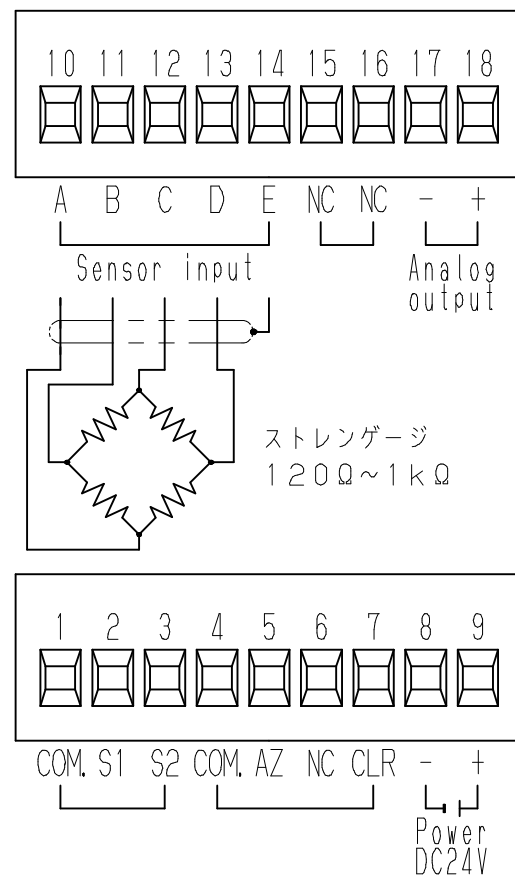 10 11 12 13 14 15 16 17 18
A B C D E NC NC - +
Sensor input
Analog
output
ストレンゲージ
120Ω~1kΩ
1 2 3 4 5 6 7 8 9
COM. S1 S2 COM. AZ NC CLR - +
Power
DC24V